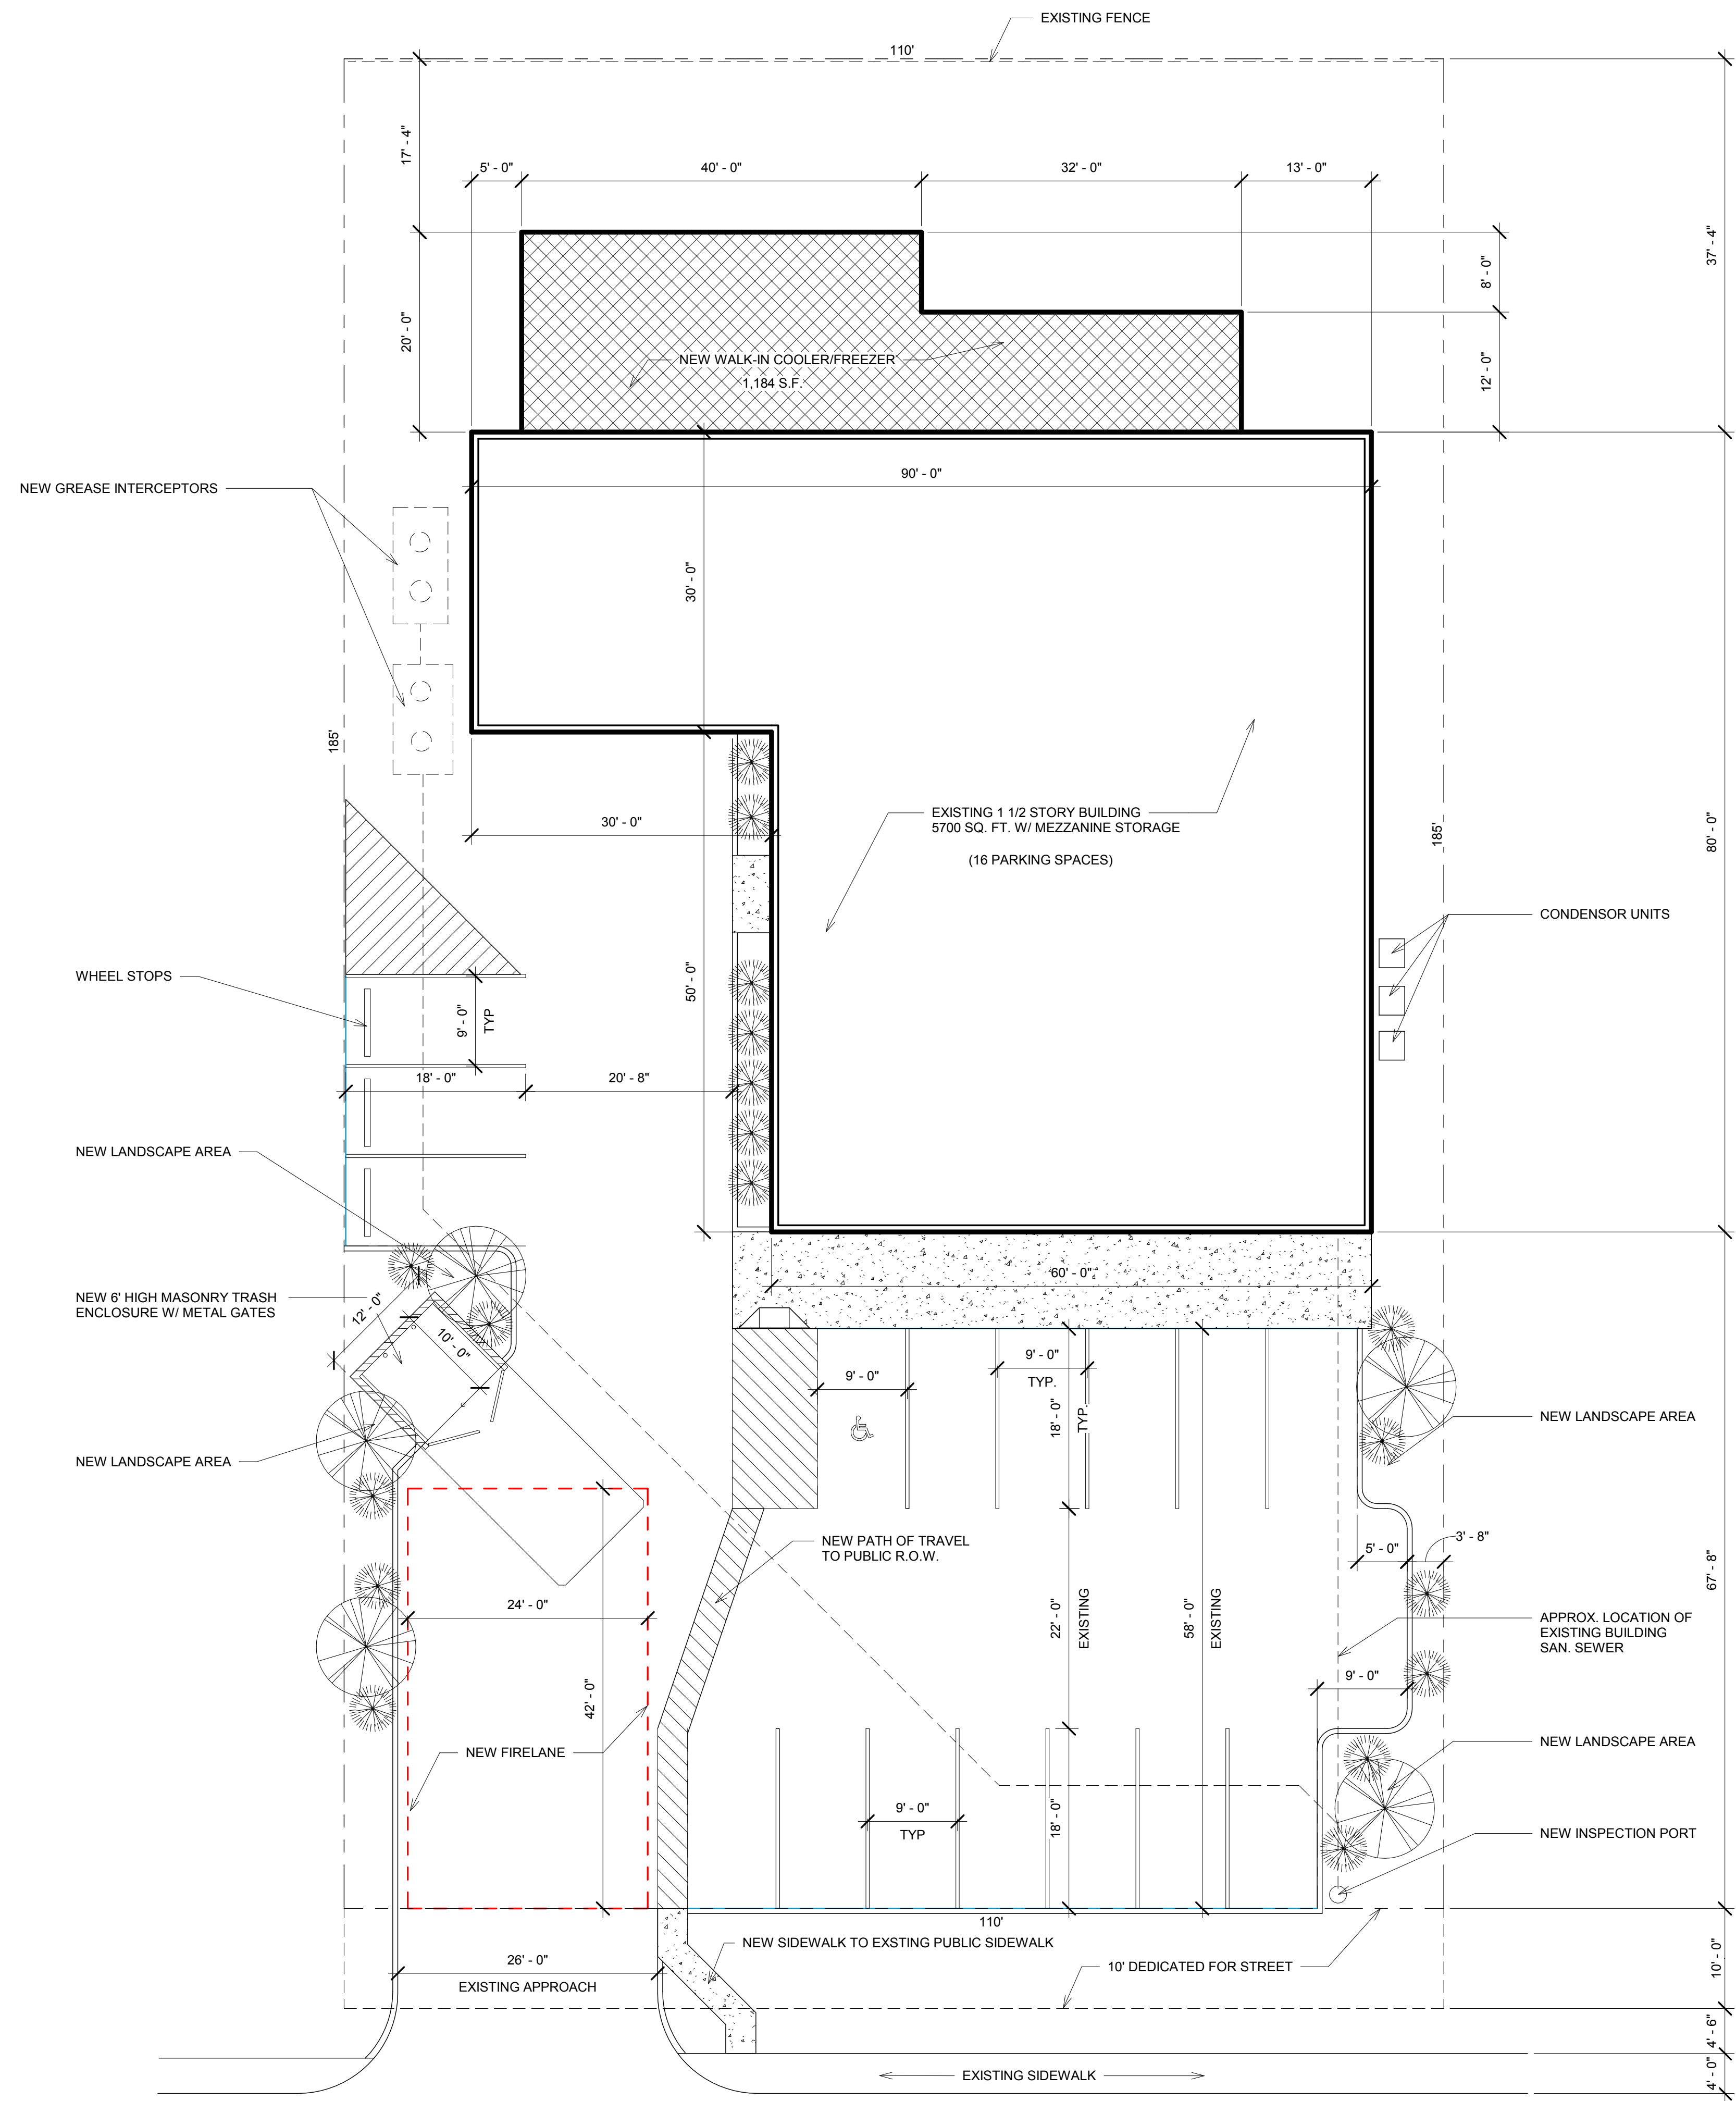 EXISTING FENCE
110'
17' - 4"
37' - 4"
5' - 0"
40' - 0"
32' - 0"
13' - 0"
8' - 0"
20' - 0"
NEW WALK-IN COOLER/FREEZER
1,184 S.F.
12' - 0"
90' - 0"
NEW GREASE INTERCEPTORS
30' - 0"
185'
30' - 0"
EXISTING 1 1/2 STORY BUILDING
5700 SQ. FT. W/ MEZZANINE STORAGE
(16 PARKING SPACES)
185'
80' - 0"
CONDENSOR UNITS
WHEEL STOPS
50' - 0"
9' - 0"
TYP
18' - 0"
20' - 8"
NEW LANDSCAPE AREA
60' - 0"
NEW 6' HIGH MASONRY TRASH
ENCLOSURE W/ METAL GATES
12' - 0"
10' - 0"
9' - 0"
9' - 0"
TYP.
18' - 0"
TYP.
NEW LANDSCAPE AREA
NEW LANDSCAPE AREA
NEW PATH OF TRAVEL
TO PUBLIC R.O.W.
5' - 0"
3' - 8"
67' - 8"
24' - 0"
22' - 0"
EXISTING
58' - 0"
EXISTING
APPROX. LOCATION OF
EXISTING BUILDING
SAN. SEWER
9' - 0"
42' - 0"
NEW FIRELANE
NEW LANDSCAPE AREA
9' - 0"
TYP
18' - 0"
NEW INSPECTION PORT
110'
NEW SIDEWALK TO EXSTING PUBLIC SIDEWALK
26' - 0"
EXISTING APPROACH
10' DEDICATED FOR STREET
10' - 0"
4' - 6"
EXISTING SIDEWALK
4' - 0"